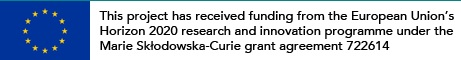 This project has received funding from the European Union’s
Horizon 2020 research and innovation programme under the
Marie Skłodowska-Curie grant agreement 722614